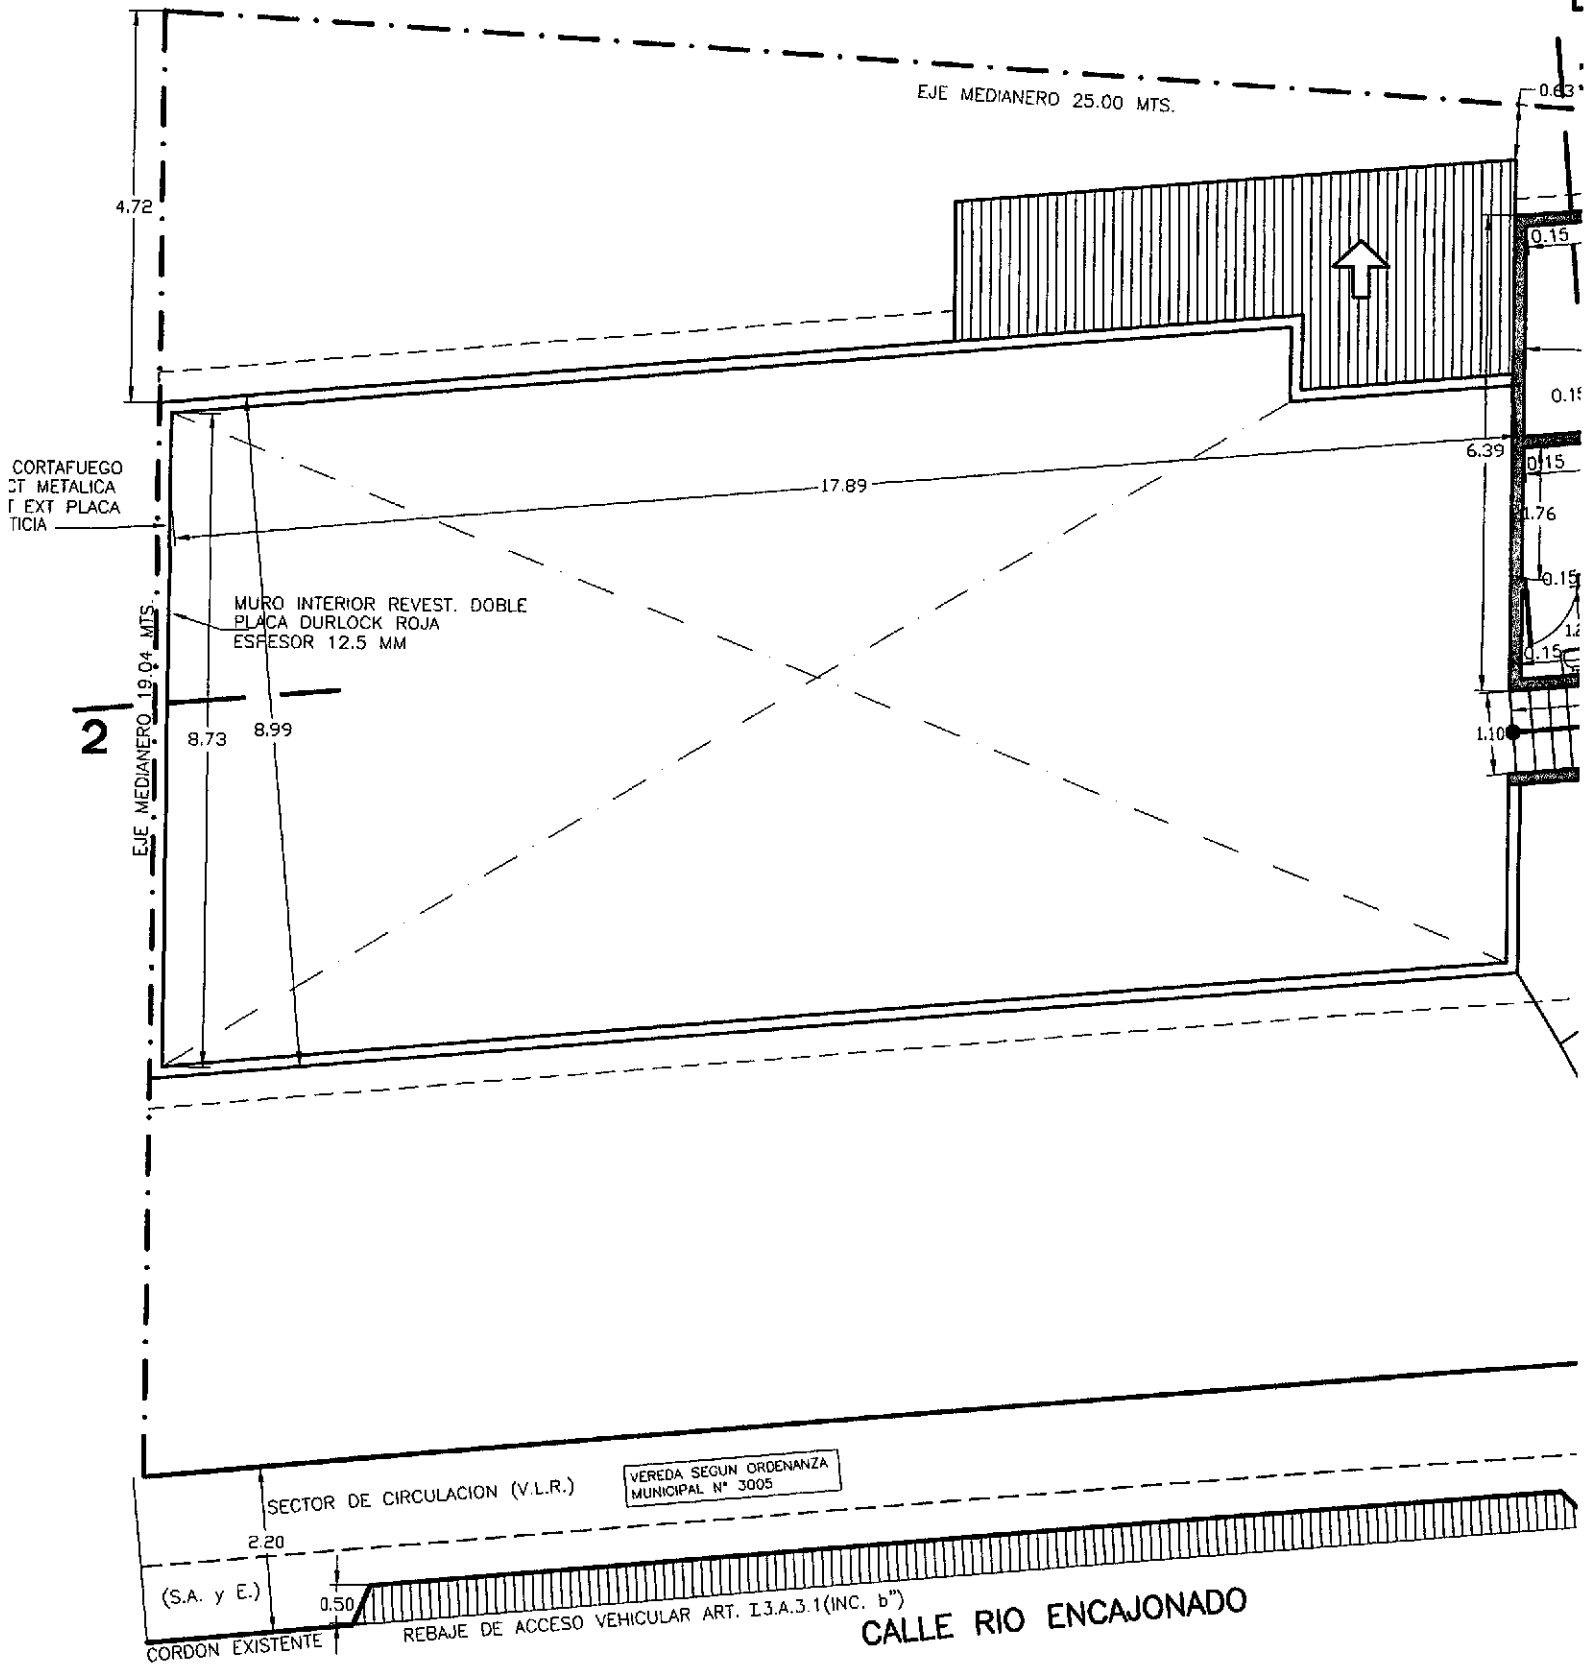 EJE MEDIANERO 25.00 MTS.
0.63
4.72
0.15
0.15
6.39
0.15
1.76
0.15
0.15
1.10
17.89
CORTAFUEGO
METALICA
EXT PLACA
MURO INTERIOR REVEST. DOBLE
PLACA DURLOCK ROJA
ESPESOR 12.5 MM
EJE MEDIANERO 19.04 MTS.
2
8.73
8.99
SECTOR DE CIRCULACION (V.L.R.)
VEREDA SEGUN ORDENANZA
MUNICIPAL N° 3005
2.20
(S.A. y E.)
0.50
CORDON EXISTENTE
REBAJE DE ACCESO VEHICULAR ART. I.3.A.3.1(INC. b")
CALLE RIO ENCAJONADO